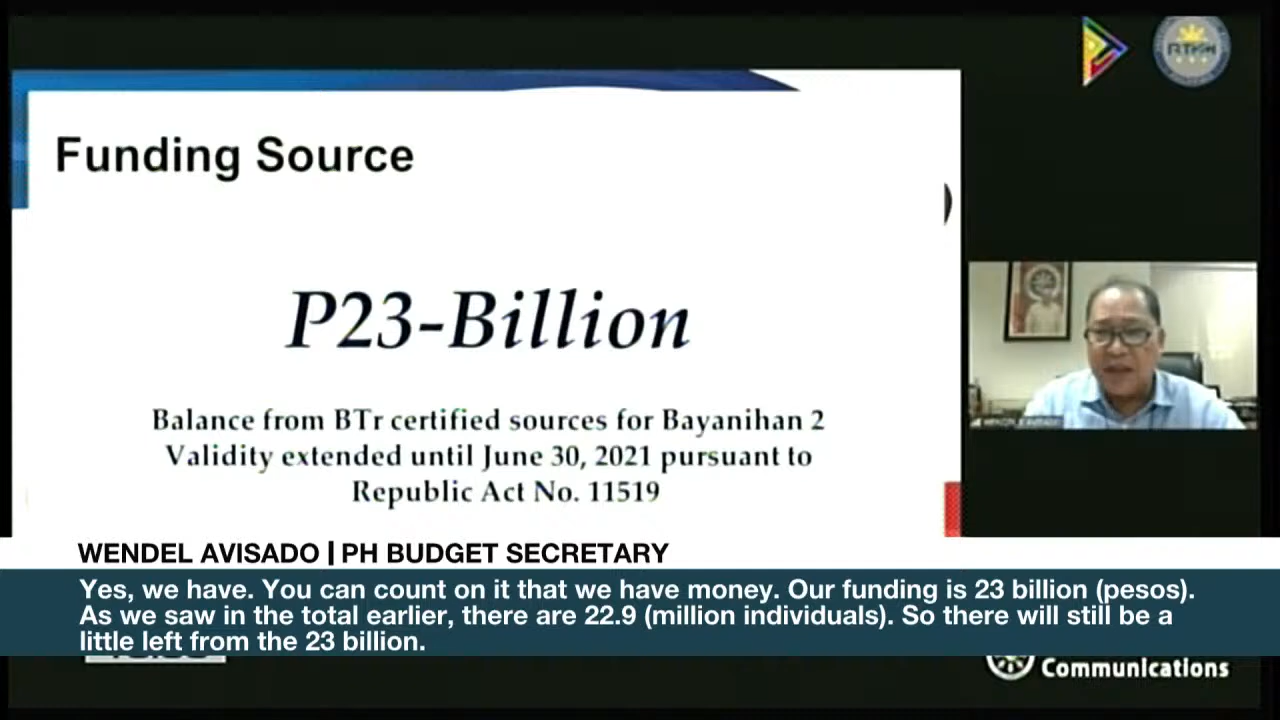 RTVM
Funding Source
P23-Billion
Balance from BTr certified sources for Bayanihan 2
Validity extended until June 30, 2021 pursuant to
Republic Act No. 11519
WENDEL AVISADO | PH BUDGET SECRETARY
Yes, we have. You can count on it that we have money. Our funding is 23 billion (pesos).
As we saw in the total earlier, there are 22.9 (million individuals). So there will still be a
little left from the 23 billion.
Communications